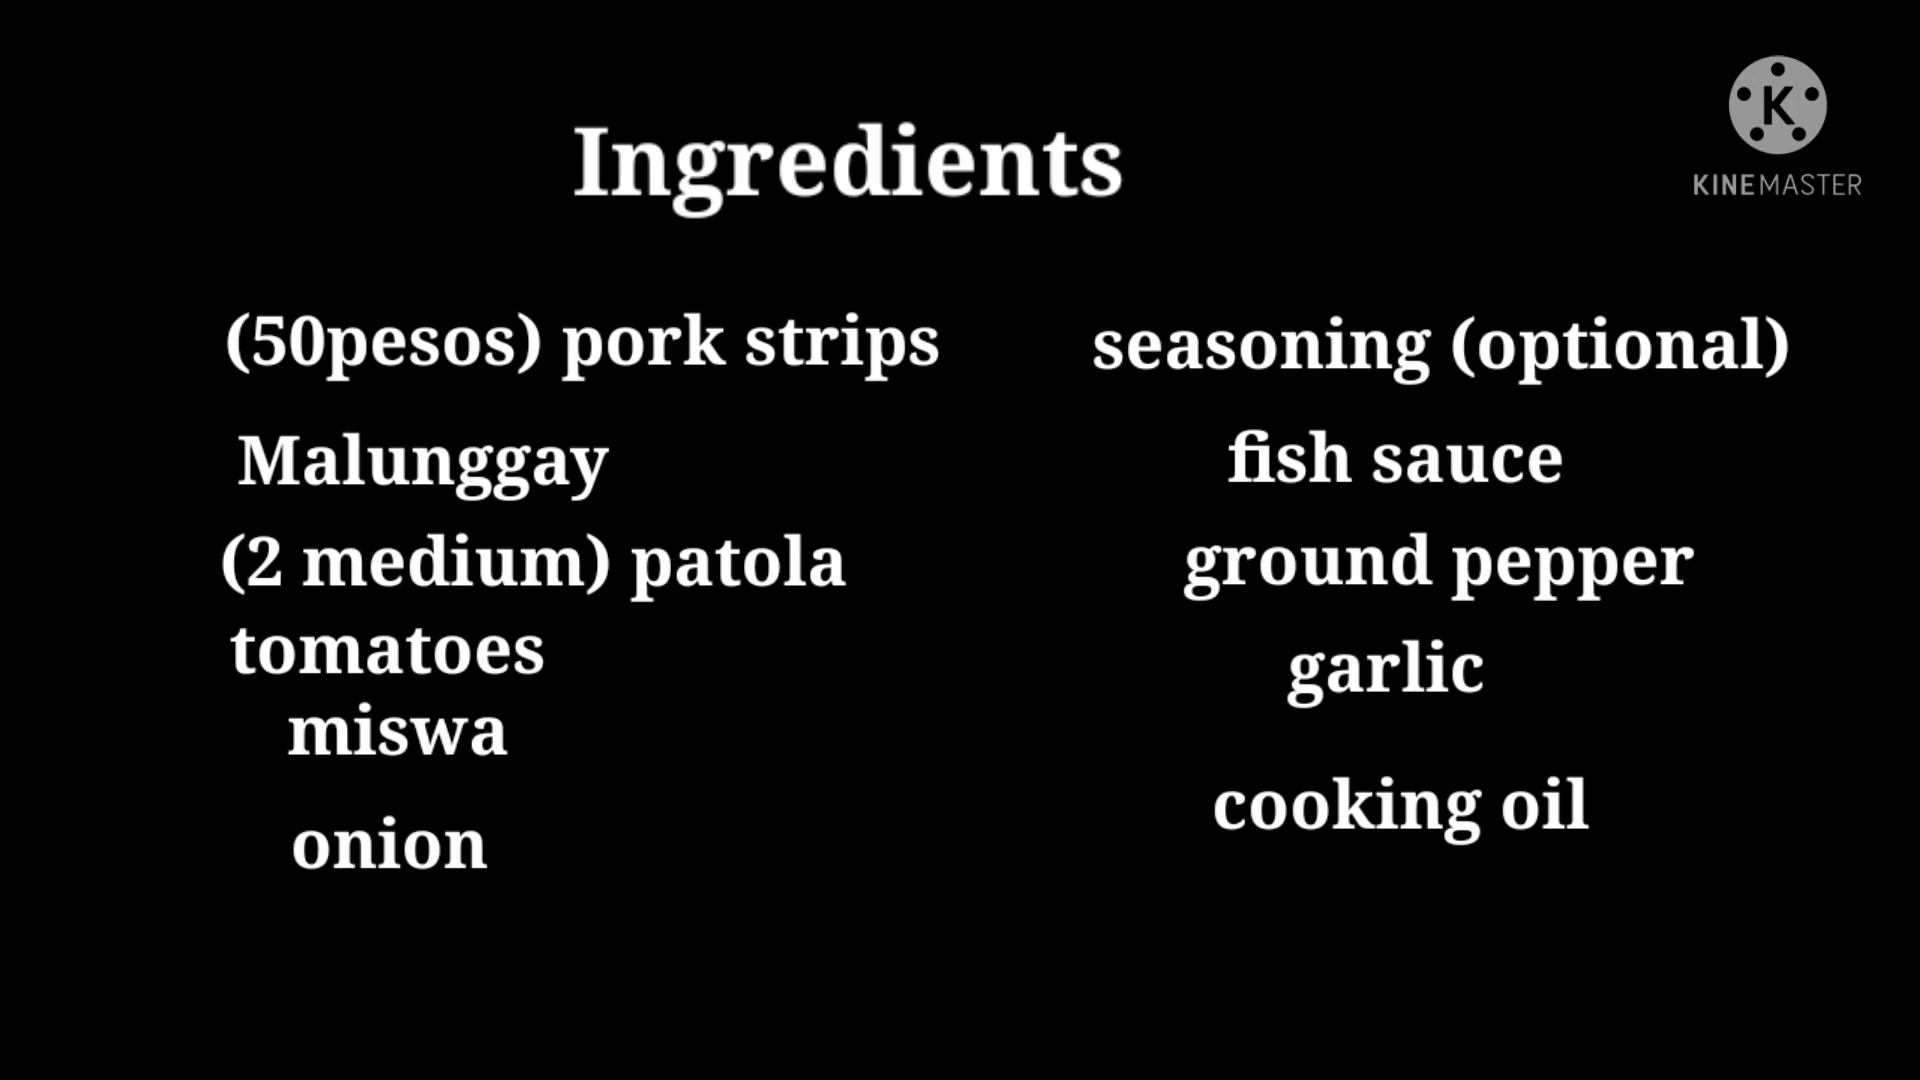 Ingredients
(50pesos) pork strips
Malunggay
(2 medium) patola
tomatoes
miswa
onion
seasoning (optional)
fish sauce
ground pepper
garlic
cooking oil
K
KINEMASTER